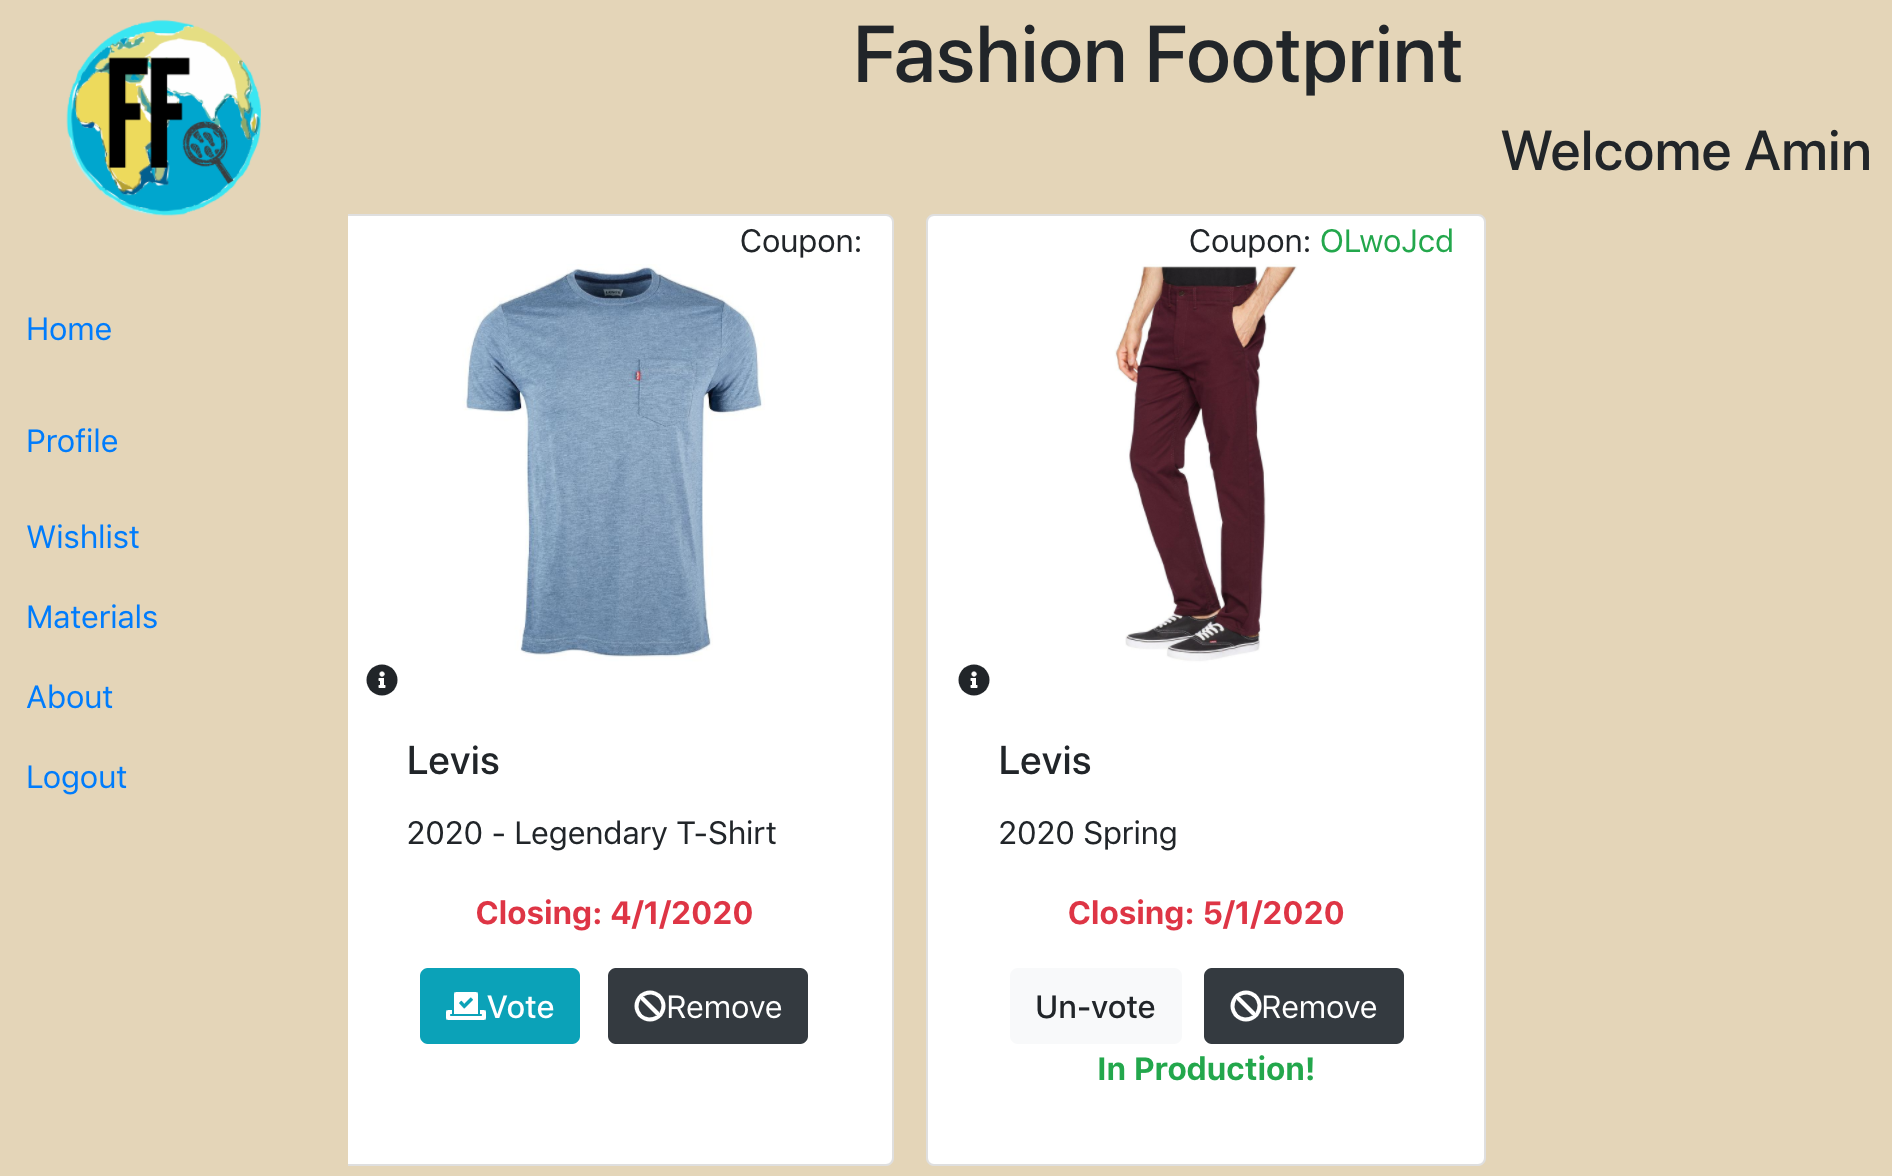 FF
Fashion Footprint
Welcome Amin
Home
Profile
Wishlist
Materials
About
Logout
Coupon:
Levis
2020 - Legendary T-Shirt
Closing: 4/1/2020
Vote
Remove
Coupon: OLwoJcd
Levis
2020 Spring
Closing: 5/1/2020
Un-vote
Remove
In Production!